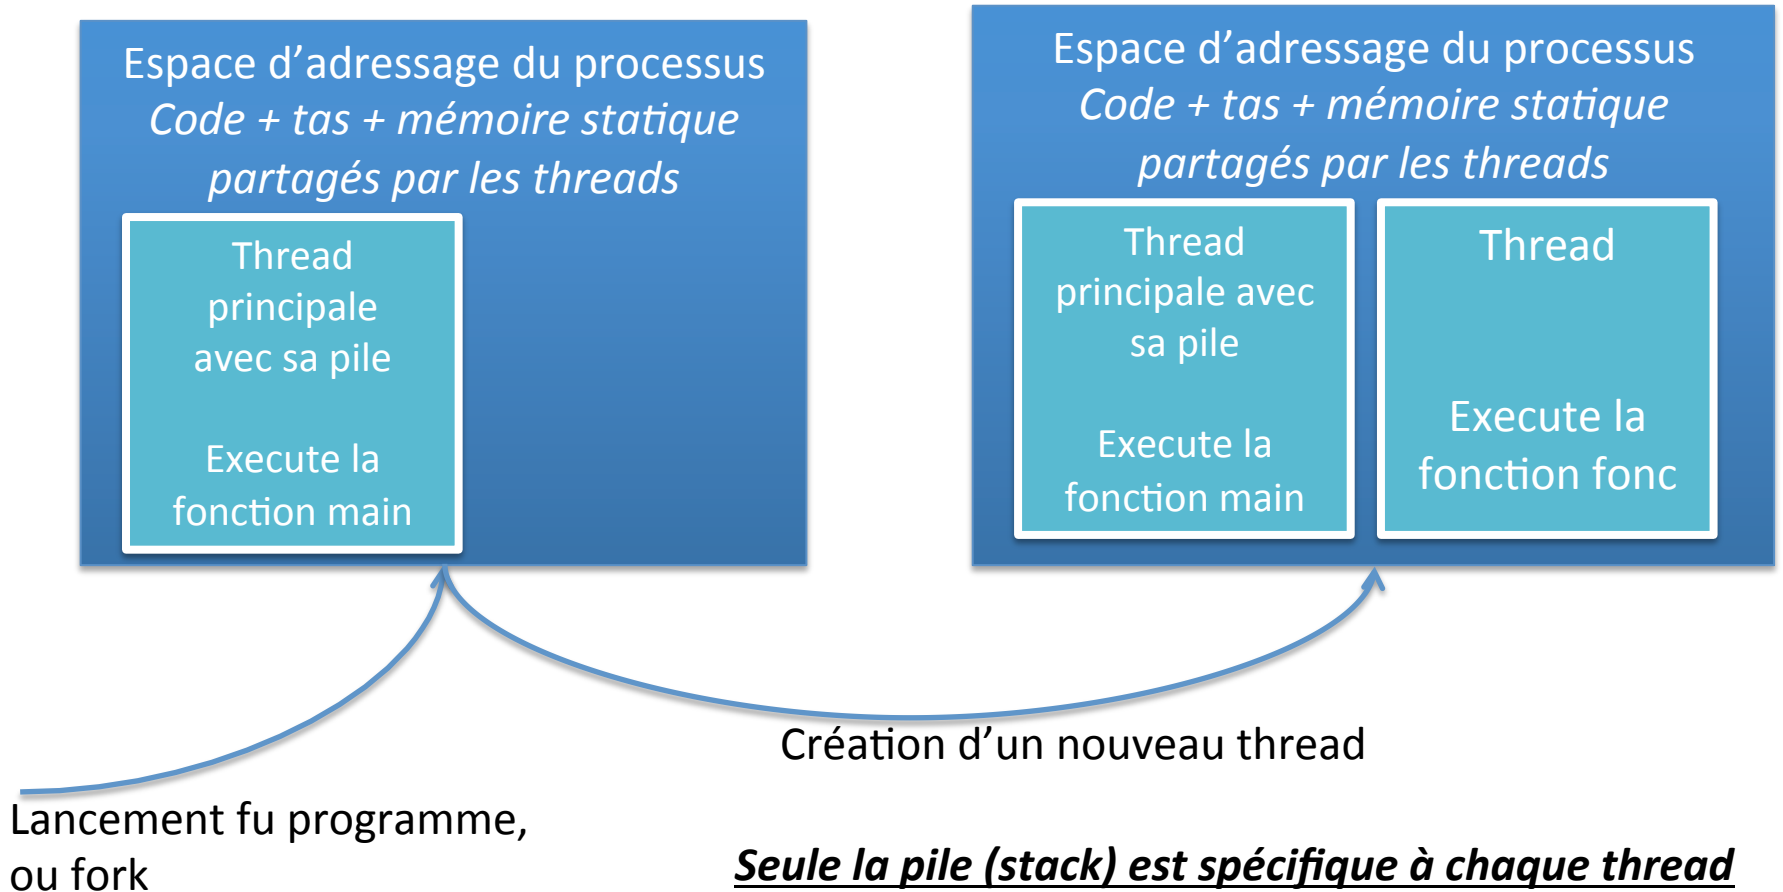 Espace d’adressage du processus
Code + tas + mémoire statique
partagés par les threads
Thread
principale
avec sa pile
Execute la
fonction main
Espace d’adressage du processus
Code + tas + mémoire statique
partagés par les threads
Thread
principale avec
sa pile
Execute la
fonction main
Thread
Execute la
fonction fonc
Création d’un nouveau thread
Lancement fu programme,
ou fork
Seule la pile (stack) est spécifique à chaque thread